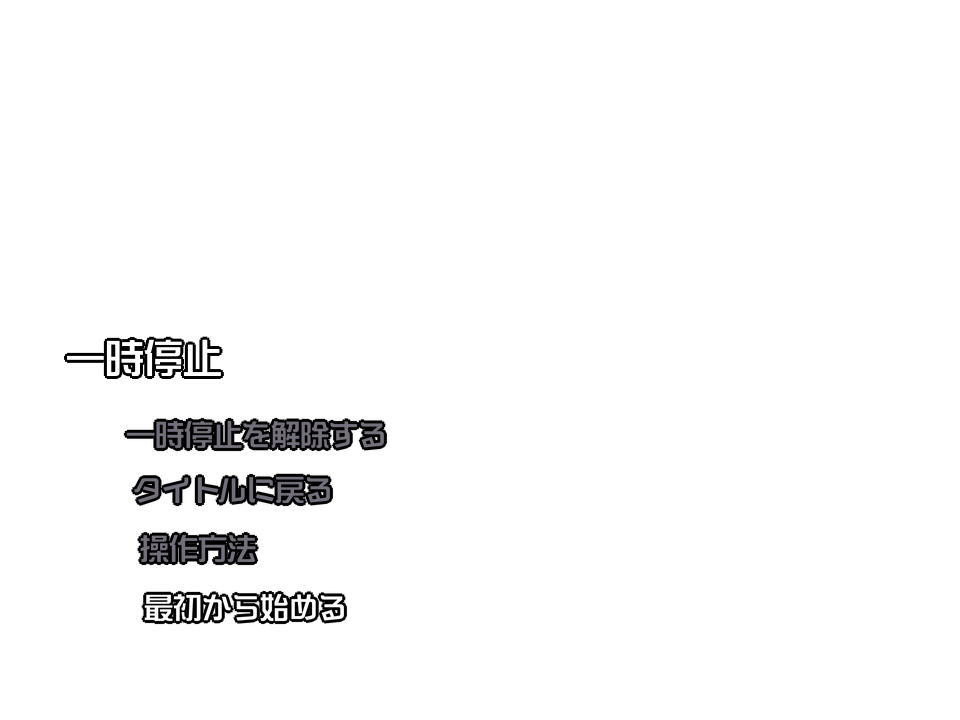 一時停止
一時停止を解除する
タイトルに戻る
操作方法
最初から始める